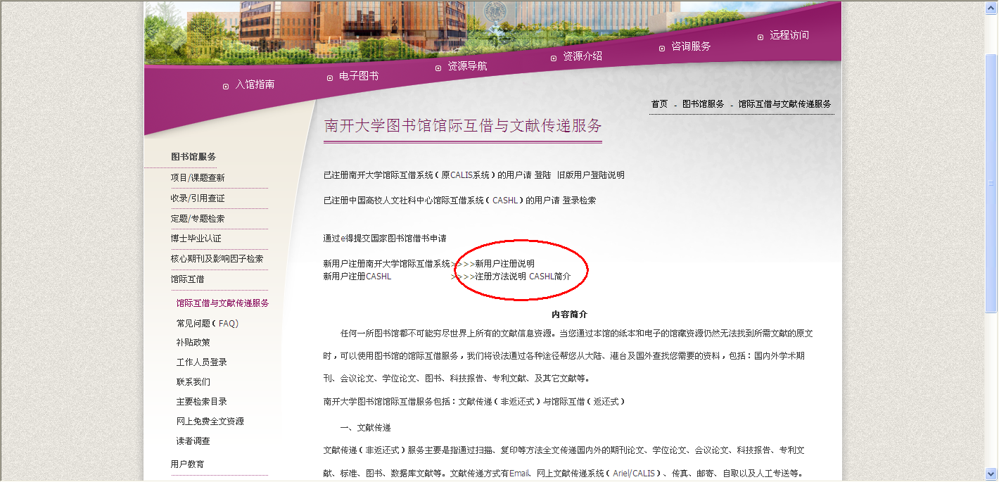 远程访问
咨询服务
资源介绍
资源导航
电子图书
入馆指南
首页 - 图书馆服务 - 馆际互借与文献传递服务
南开大学图书馆馆际互借与文献传递服务
图书馆服务
项目/课题查新
收录/引用查证
定题/专题检索
博士毕业认证
核心期刊及影响因子检索
馆际互借
馆际互借与文献传递服务
常见问题(FAQ)
补贴政策
工作人员登录
联系我们
主要检索目录
网上免费全文资源
读者调查
用户教育
已注册南开大学馆际互借系统(原CALIS系统)的用户请 登陆 旧版用户登陆说明
已注册中国高校人文社科中心馆际互借系统(CASHL)的用户请 登录检索
通过e得提交国家图书馆借书申请
新用户注册南开大学馆际互借系统>>>>新用户注册说明
新用户注册CASHL >>>>注册方法说明 CASHL简介
内容简介
任何一所图书馆都不可能穷尽世界上所有的文献信息资源。当您通过本馆的纸本和电子的馆藏资源仍然无法找到所需文献的原文
时,可以使用图书馆的馆际互借服务,我们将设法通过各种途径帮您从大陆、港台及国外查找您需要的资料,包括:国内外学术期
刊、会议论文、学位论文、图书、科技报告、专利文献、及其它文献等。
南开大学图书馆馆际互借服务包括:文献传递(非返还式)与馆际互借(返还式)
一、文献传递
文献传递(非返还式)服务主要是指通过扫描、复印等方法全文传递国内外的期刊论文、学位论文、会议论文、科技报告、专利文
献、标准、图书、数据库文献等。文献传递方式有Email、网上文献传递系统(Ariel/CALIS)、传真、邮寄、自取以及人工专送等。